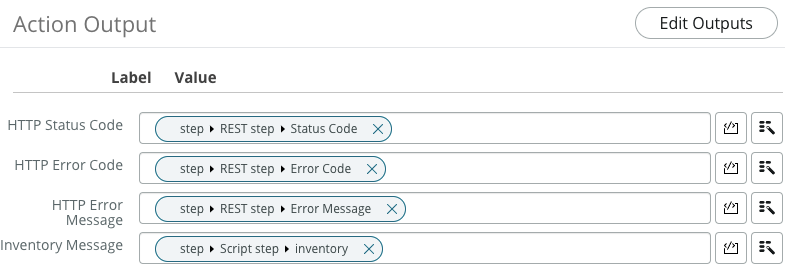 Action Output
Edit Outputs
Label Value
HTTP Status Code step ▸ REST step ▸ Status Code
HTTP Error Code step ▸ REST step ▸ Error Code
HTTP Error
Message step ▸ REST step ▸ Error Message
Inventory Message step ▸ Script step ▸ inventory